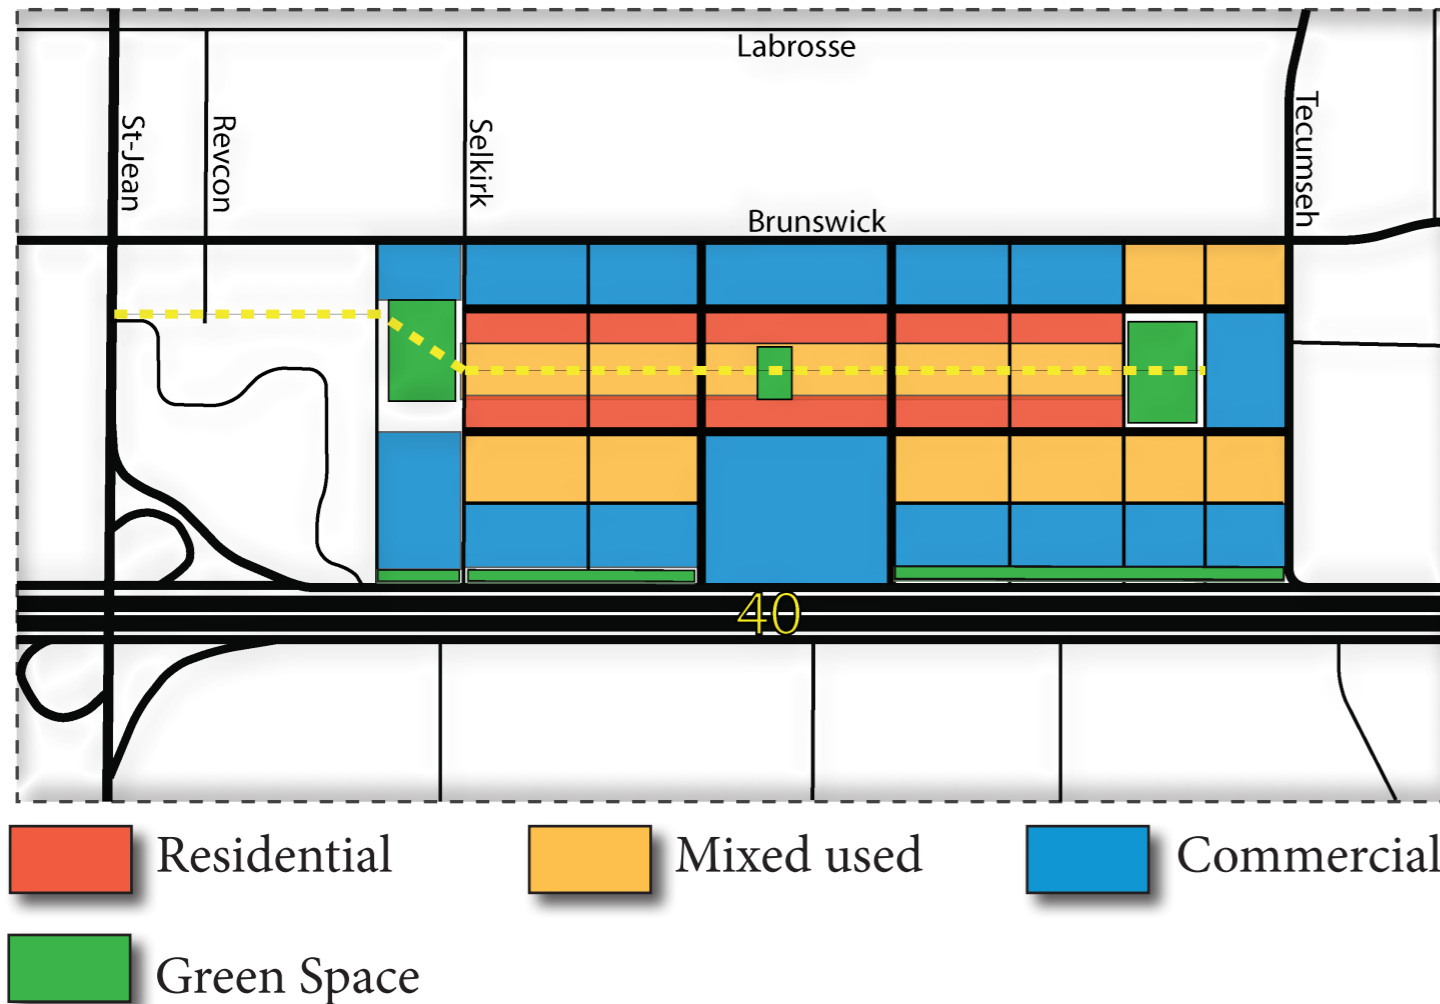 Labrosse
St-Jean
Revcon
Selkirk
Tecumseh
Brunswick
40
Residential
Mixed used
Commercial
Green Space